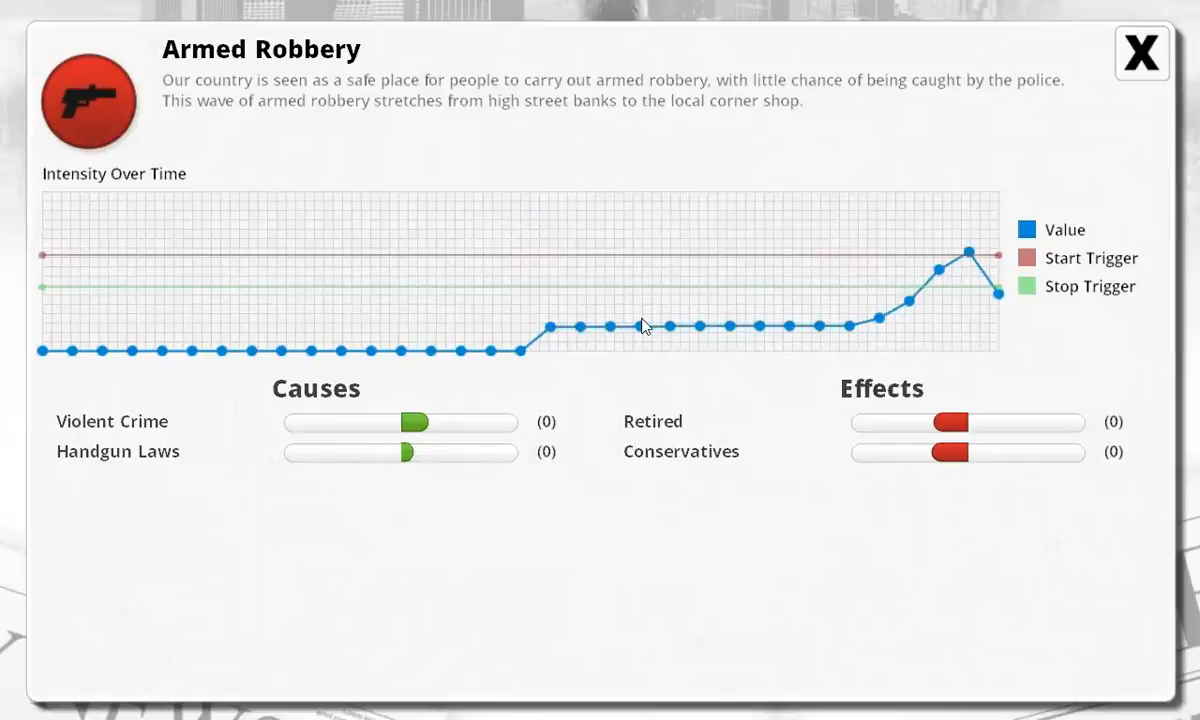 Armed Robbery
X
Our country is seen as a safe place for people to carry out armed robbery, with little chance of being caught by the police.
This wave of armed robbery stretches from high street banks to the local corner shop.
Intensity Over Time
Value
Start Trigger
Stop Trigger
Causes
Effects
Violent Crime (0)
Retired (0)
Handgun Laws (0)
Conservatives (0)